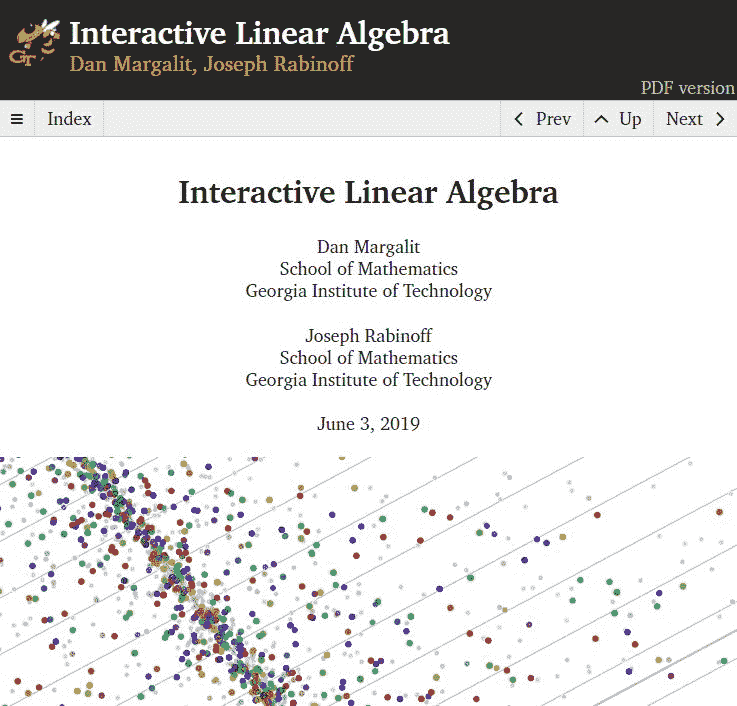 Interactive Linear Algebra
Dan Margalit, Joseph Rabinoff
GT
PDF version
Index
Prev
Up
Next
Interactive Linear Algebra
Dan Margalit
School of Mathematics
Georgia Institute of Technology
Joseph Rabinoff
School of Mathematics
Georgia Institute of Technology
June 3, 2019